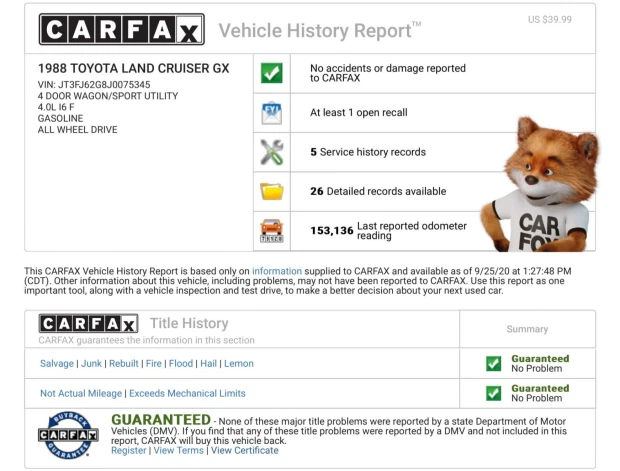 CARFAX Vehicle History Report™
US $39.99
1988 TOYOTA LAND CRUISER GX
VIN: JT3FJ62G8J0075345
4 DOOR WAGON/SPORT UTILITY
4.0L I6 F
GASOLINE
ALL WHEEL DRIVE
No accidents or damage reported
to CARFAX
FYI
At least 1 open recall
5 Service history records
26 Detailed records available
153,136 Last reported odometer
reading
CAR
FOX
This CARFAX Vehicle History Report is based only on information supplied to CARFAX and available as of 9/25/20 at 1:27:48 PM
(CDT). Other information about this vehicle, including problems, may not have been reported to CARFAX. Use this report as one
important tool, along with a vehicle inspection and test drive, to make a better decision about your next used car.
CARFAX Title History
CARFAX guarantees the information in this section
Summary
Salvage | Junk | Rebuilt | Fire | Flood | Hail | Lemon
Guaranteed
No Problem
Not Actual Mileage | Exceeds Mechanical Limits
Guaranteed
No Problem
BUYBACK
CARFAX
GUARANTEE
GUARANTEED - None of these major title problems were reported by a state Department of Motor
Vehicles (DMV). If you find that any of these title problems were reported by a DMV and not included in this
report, CARFAX will buy this vehicle back.
Register | View Terms | View Certificate